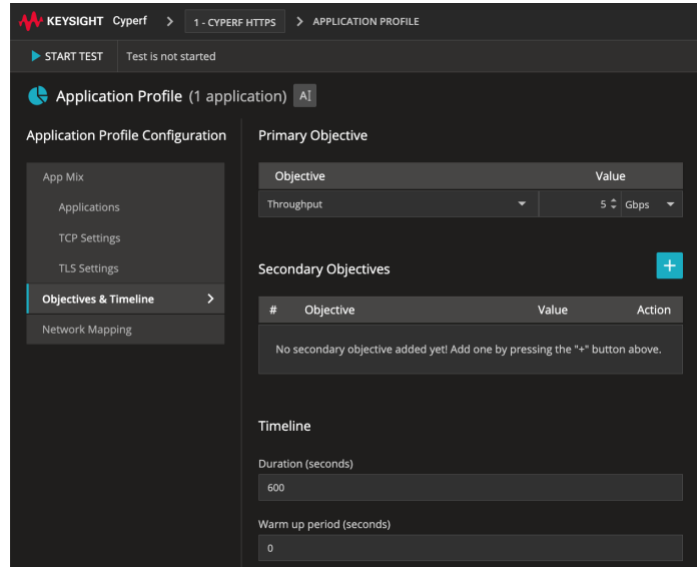 KEYSIGHT Cyperf > 1 - CYPERF HTTPS > APPLICATION PROFILE
START TEST Test is not started
Application Profile (1 application) A
Application Profile Configuration
App Mix
Applications
TCP Settings
TLS Settings
Objectives & Timeline >
Network Mapping
Primary Objective
Objective Value
Throughput 5 Gbps
Secondary Objectives +
# Objective Value Action
No secondary objective added yet! Add one by pressing the "+" button above.
Timeline
Duration (seconds)
600
Warm up period (seconds)
0